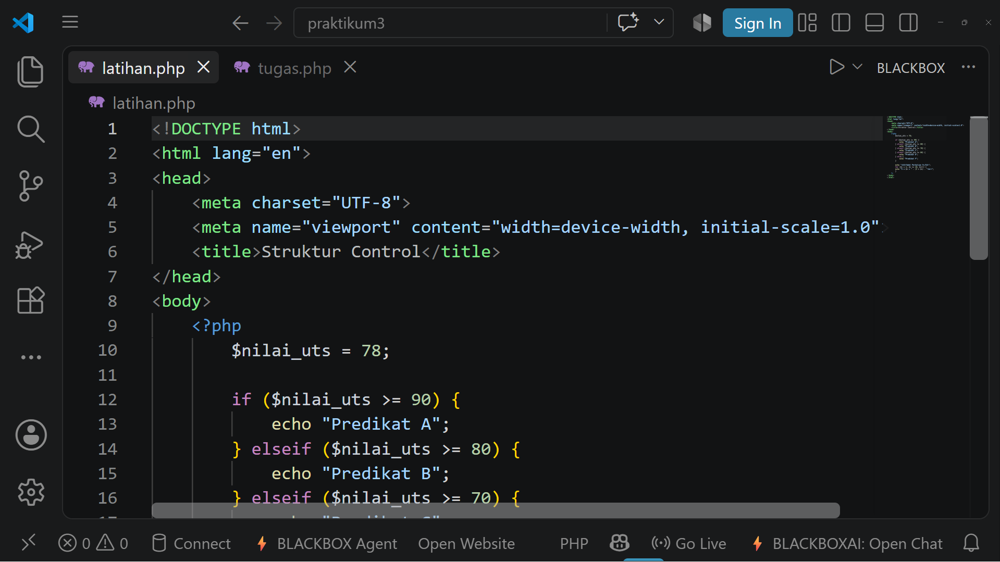 praktikum3
Sign In
latihan.php
tugas.php
BLACKBOX
latihan.php
1 <!DOCTYPE html>
2 <html lang="en">
3 <head>
4 <meta charset="UTF-8">
5 <meta name="viewport" content="width=device-width, initial-scale=1.0">
6 <title>Struktur Control</title>
7 </head>
8 <body>
9 <?php
10 $nilai_uts = 78;
11
12 if ($nilai_uts >= 90) {
13 echo "Predikat A";
14 } elseif ($nilai_uts >= 80) {
15 echo "Predikat B";
16 } elseif ($nilai_uts >= 70) {
0 0 Connect BLACKBOX Agent Open Website PHP Go Live BLACKBOXAI: Open Chat